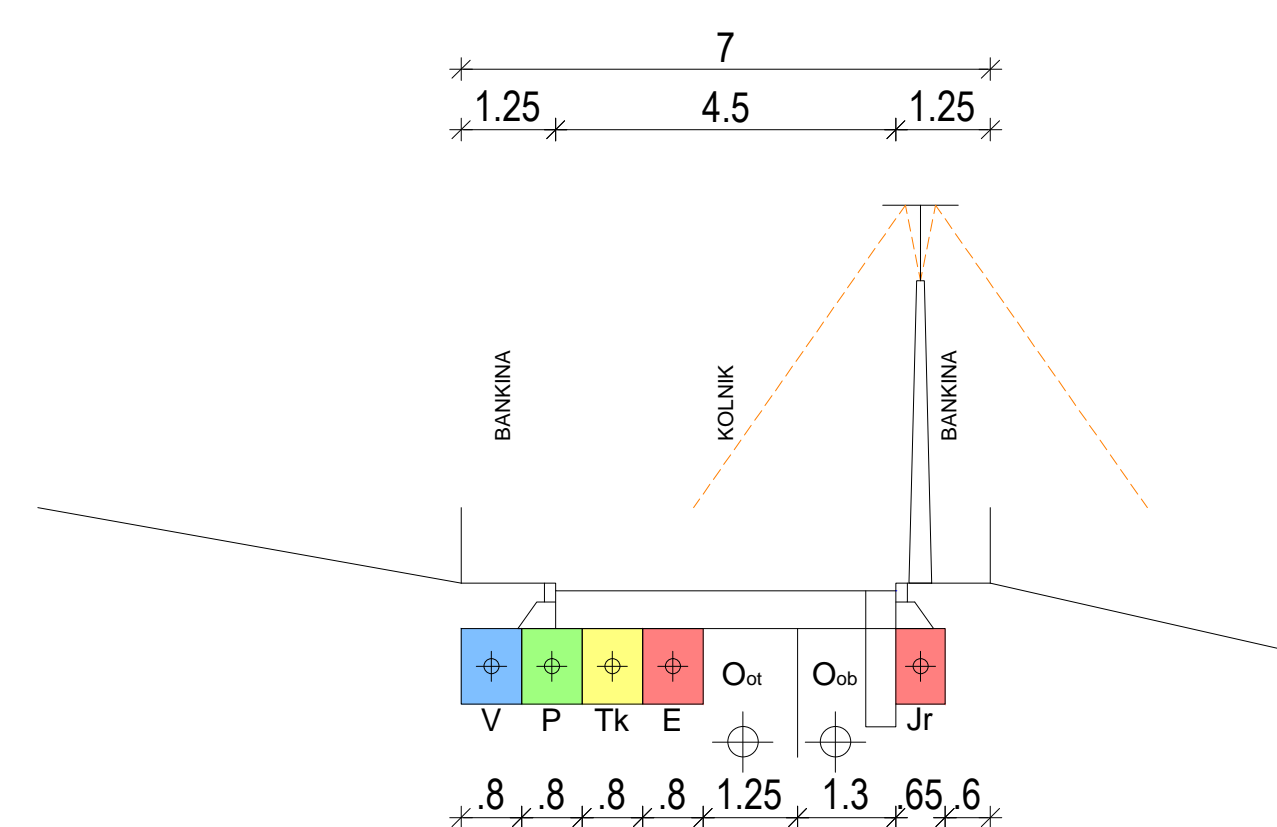 7
1.25 4.5 1.25
BANKINA KOLNIK BANKINA
Oot Oob
V P Tk E Jr
.8 .8 .8 .8 1.25 1.3 .65 .6